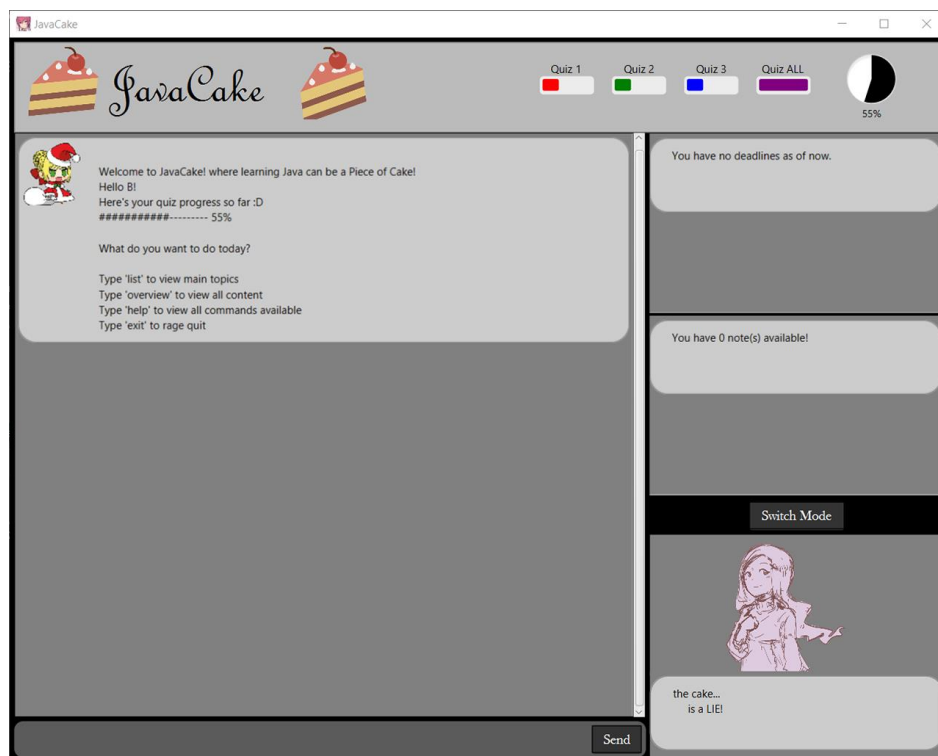 JavaCake
JavaCake
Quiz 1
Quiz 2
Quiz 3
Quiz ALL
55%
Welcome to JavaCake! where learning Java can be a Piece of Cake!
Hello B!
Here's your quiz progress so far :D
###########--------- 55%
What do you want to do today?
Type 'list' to view main topics
Type 'overview' to view all content
Type 'help' to view all commands available
Type 'exit' to rage quit
You have no deadlines as of now.
You have 0 note(s) available!
Switch Mode
the cake...
is a LIE!
Send